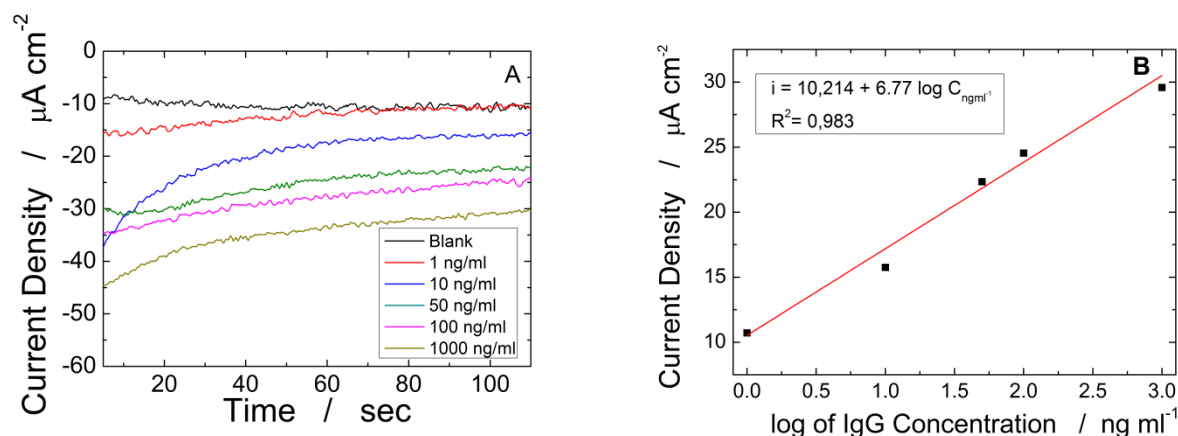 A
0
-10
-20
-30
-40
-50
-60
Current Density / μA cm-2
20 40 60 80 100
Time / sec
Blank
1 ng/ml
10 ng/ml
50 ng/ml
100 ng/ml
1000 ng/ml
B
i = 10,214 + 6.77 log C ngml-1
R2= 0,983
30
25
20
15
10
Current Density / μA cm-2
0.0 0.5 1.0 1.5 2.0 2.5 3.0
log of IgG Concentration / ng ml-1